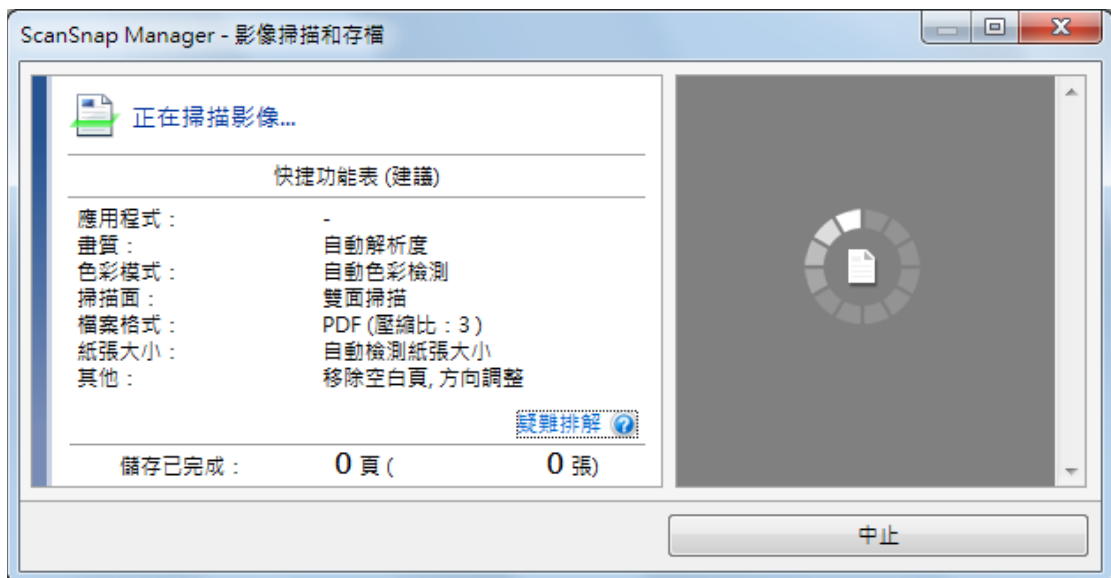 ScanSnap Manager - 影像掃描和存檔
正在掃描影像...
快捷功能表 (建議)
應用程式： -
畫質： 自動解析度
色彩模式： 自動色彩檢測
掃描面： 雙面掃描
檔案格式： PDF (壓縮比：3 )
紙張大小： 自動檢測紙張大小
其他： 移除空白頁, 方向調整
疑難排解
儲存已完成： 0 頁 ( 0 張)
中止